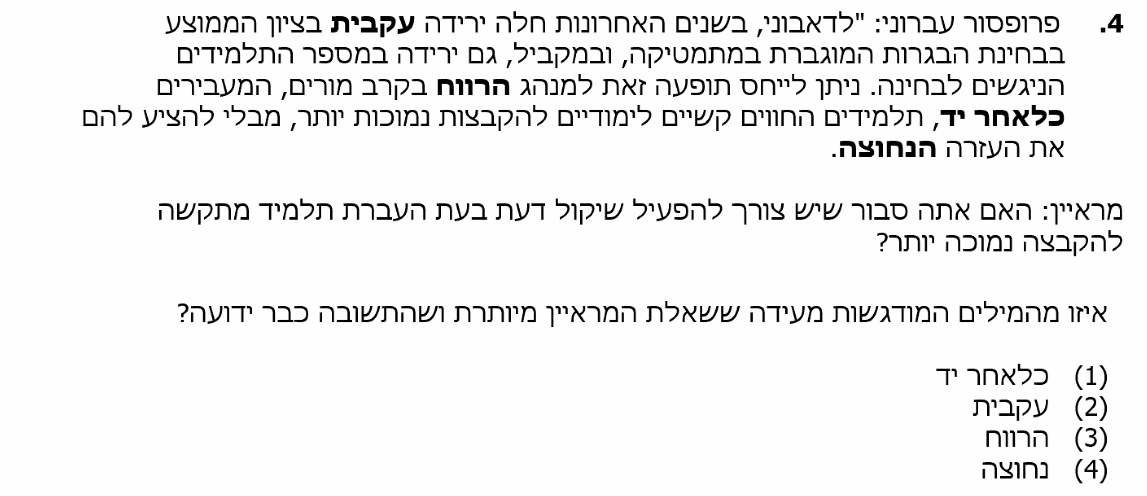 4. פרופסור עברוני: "לדאבוני, בשנים האחרונות חלה ירידה עקבית בציון הממוצע
בבחינת הבגרות המוגברת במתמטיקה, ובמקביל, גם ירידה במספר התלמידים
הניגשים לבחינה. ניתן לייחס תופעה זאת למנהג הרווח בקרב מורים, המעבירים
כלאחר יד, תלמידים החווים קשיים לימודיים להקבצות נמוכות יותר, מבלי להציע להם
את העזרה הנחוצה.
מראיין: האם אתה סבור שיש צורך להפעיל שיקול דעת בעת העברת תלמיד מתקשה
להקבצה נמוכה יותר?
איזו מהמילים המודגשות מעידה ששאלת המראיין מיותרת ושהתשובה כבר ידועה?
(1) כלאחר יד
(2) עקבית
(3) הרווח
(4) נחוצה